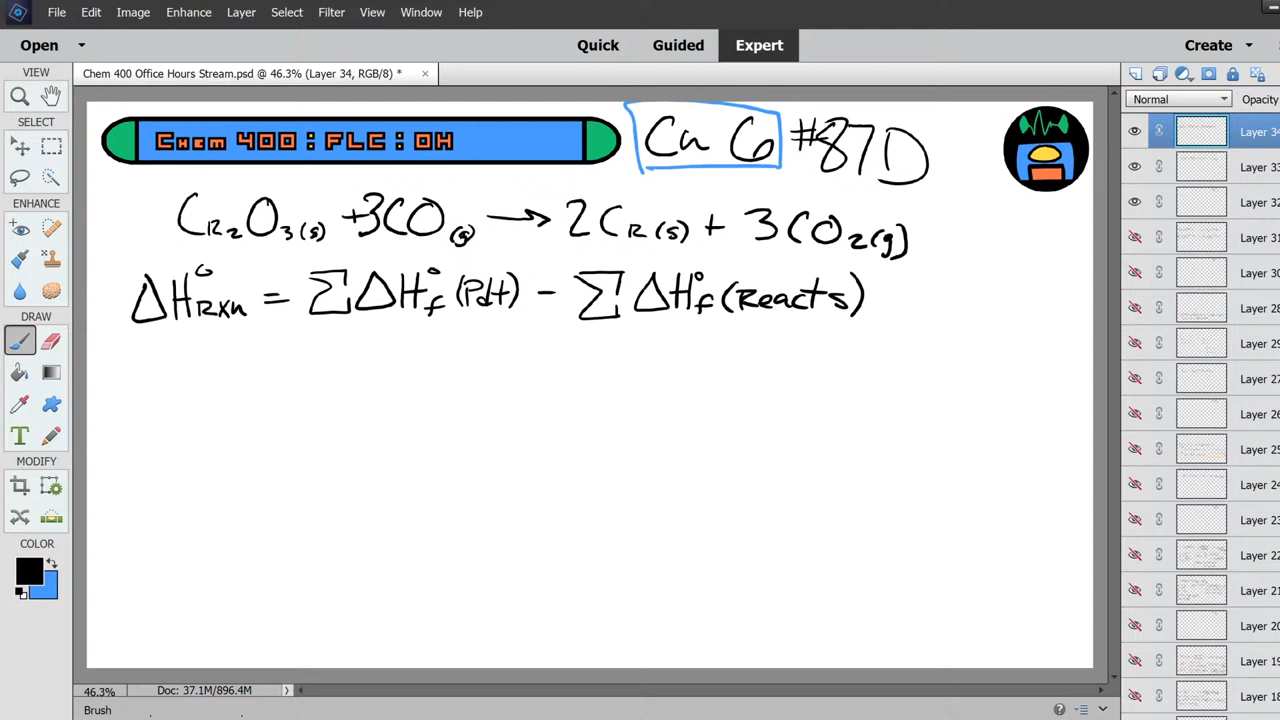 File Edit Image Enhance Layer Select Filter View Window Help
Open Quick Guided Expert Create
Chem 400 Office Hours Stream.psd @ 46.3% (Layer 34, RGB/8) * ×
VIEW
SELECT
ENHANCE
DRAW
MODIFY
COLOR
Chem 400 : FLC : OH
Ch 6 #87D
Cr₂O₃(s) + 3CO(g) → 2Cr(s) + 3CO₂(g)
ΔH°Rxn = ΣΔH°f (Pdt) - ΣΔH°f (Reacts)
Normal Opacity
Layer 3
Layer 33
Layer 32
Layer 31
Layer 30
Layer 28
Layer 29
Layer 27
Layer 26
Layer 25
Layer 24
Layer 23
Layer 22
Layer 21
Layer 20
Layer 19
Layer 18
46.3% Doc: 37.1M/896.4M
Brush